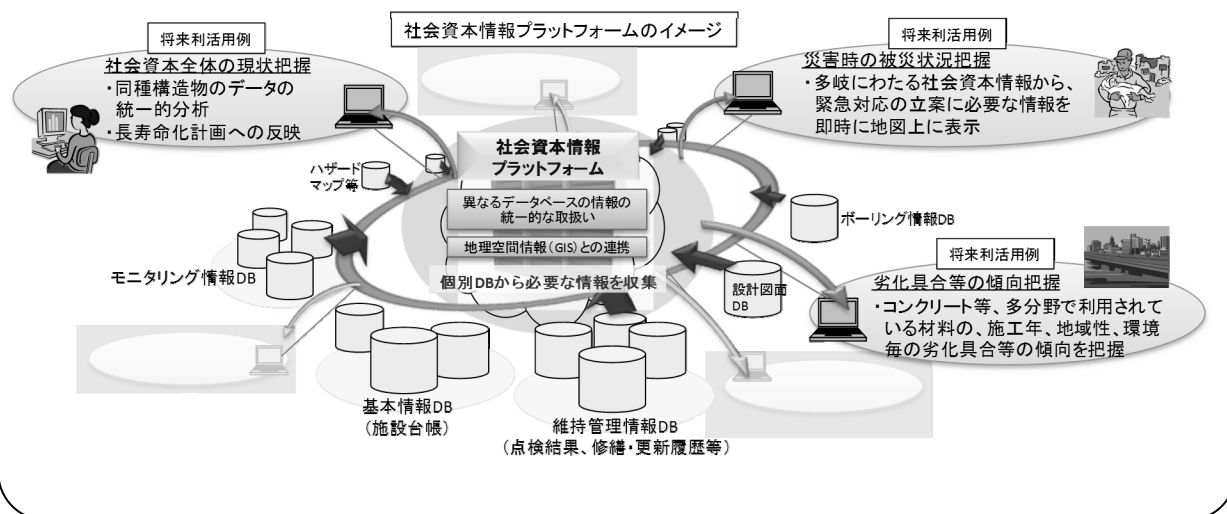 社会資本情報プラットフォームのイメージ
将来利活用例
社会資本全体の現状把握
・同種構造物のデータの
統一的分析
・長寿命化計画への反映
将来利活用例
災害時の被災状況把握
・多岐にわたる社会資本情報から、
緊急対応の立案に必要な情報を
即時に地図上に表示
社会資本情報
プラットフォーム
異なるデータベースの情報の
統一的な取扱い
地理空間情報(GIS)との連携
個別DBから必要な情報を収集
ハザード
マップ等
モニタリング情報DB
ボーリング情報DB
設計図面
DB
将来利活用例
劣化具合等の傾向把握
・コンクリート等、多分野で利用されて
いる材料の、施工年、地域性、環境
毎の劣化具合等の傾向を把握
基本情報DB
(施設台帳)
維持管理情報DB
(点検結果、修繕・更新履歴等)